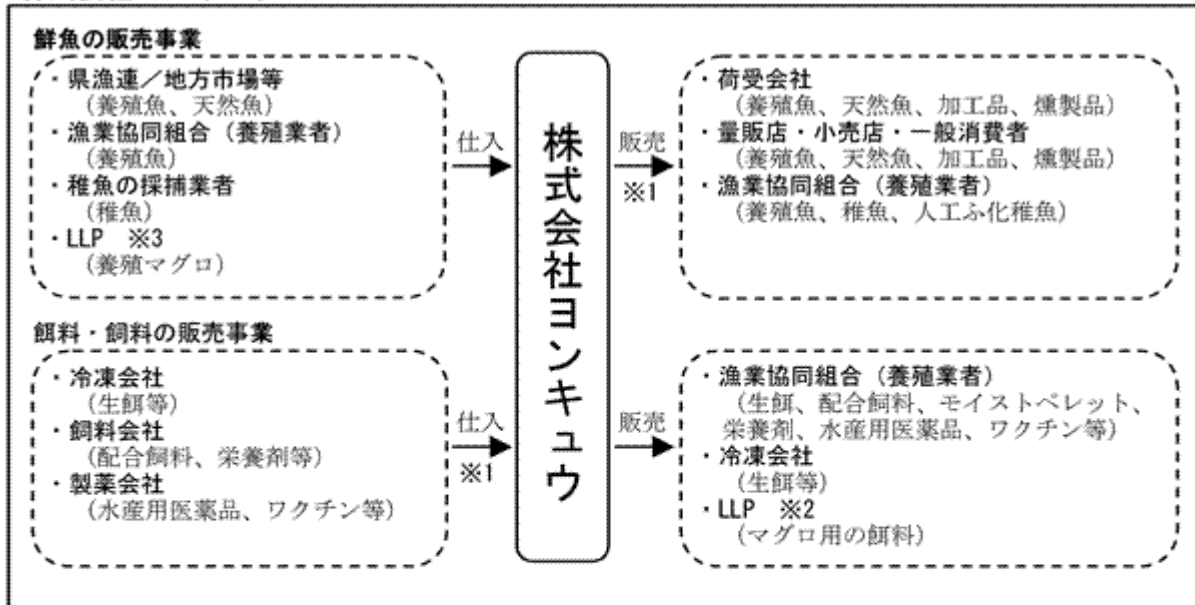 鮮魚の販売事業
・県漁連／地方市場等
（養殖魚、天然魚）
・漁業協同組合（養殖業者）
（養殖魚）
・稚魚の採捕業者
（稚魚）
・LLP　※3
（養殖マグロ）
仕入
株式会社ヨンキュウ
販売
※1
・荷受会社
（養殖魚、天然魚、加工品、燻製品）
・量販店・小売店・一般消費者
（養殖魚、天然魚、加工品、燻製品）
・漁業協同組合（養殖業者）
（養殖魚、稚魚、人工ふ化稚魚）
餌料・飼料の販売事業
・冷凍会社
（生餌等）
・飼料会社
（配合飼料、栄養剤等）
・製薬会社
（水産用医薬品、ワクチン等）
仕入
※1
販売
・漁業協同組合（養殖業者）
（生餌、配合飼料、モイストペレット、
栄養剤、水産用医薬品、ワクチン等）
・冷凍会社
（生餌等）
・LLP　※2
（マグロ用の餌料）